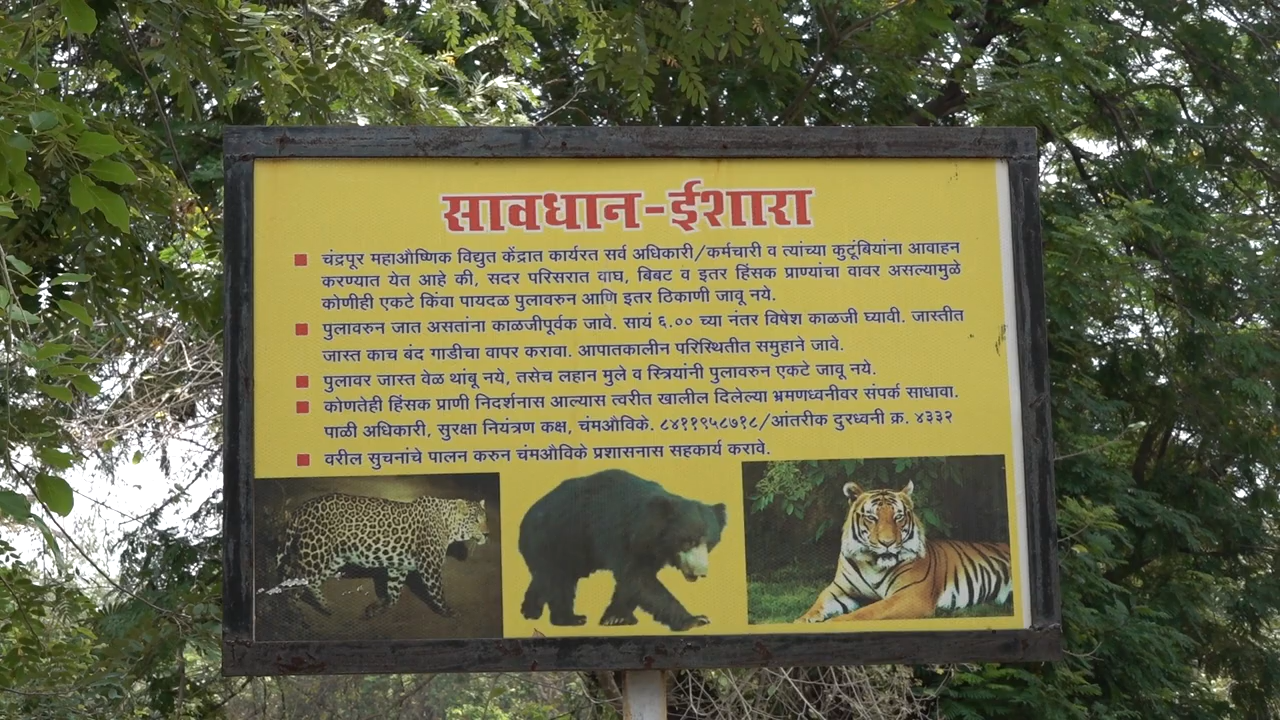 सावधान-ईशारा
चंद्रपूर महाऔष्णिक विद्युत केंद्रात कार्यरत सर्व अधिकारी/कर्मचारी व त्यांच्या कुटूंबियांना आवाहन
करण्यात येत आहे की, सदर परिसरात वाघ, बिबट व इतर हिंसक प्राण्यांचा वावर असल्यामुळे
कोणीही एकटे किंवा पायदळ पुलावरुन आणि इतर ठिकाणी जावू नये.
पुलावरुन जात असतांना काळजीपूर्वक जावे. सायं ६.०० च्या नंतर विषेश काळजी घ्यावी. जास्तीत
जास्त काच बंद गाडीचा वापर करावा. आपातकालीन परिस्थितीत समुहाने जावे.
पुलावर जास्त वेळ थांबू नये, तसेच लहान मुले व स्त्रियांनी पुलावरुन एकटे जावू नये.
कोणतेही हिंसक प्राणी निदर्शनास आल्यास त्वरीत खालील दिलेल्या भ्रमणध्वनीवर संपर्क साधावा.
पाळी अधिकारी, सुरक्षा नियंत्रण कक्ष, चंमऔविके. ८४११९५८७१८/आंतरीक दुरध्वनी क्र. ४३३२
वरील सुचनांचे पालन करुन चंमऔविके प्रशासनास सहकार्य करावे.